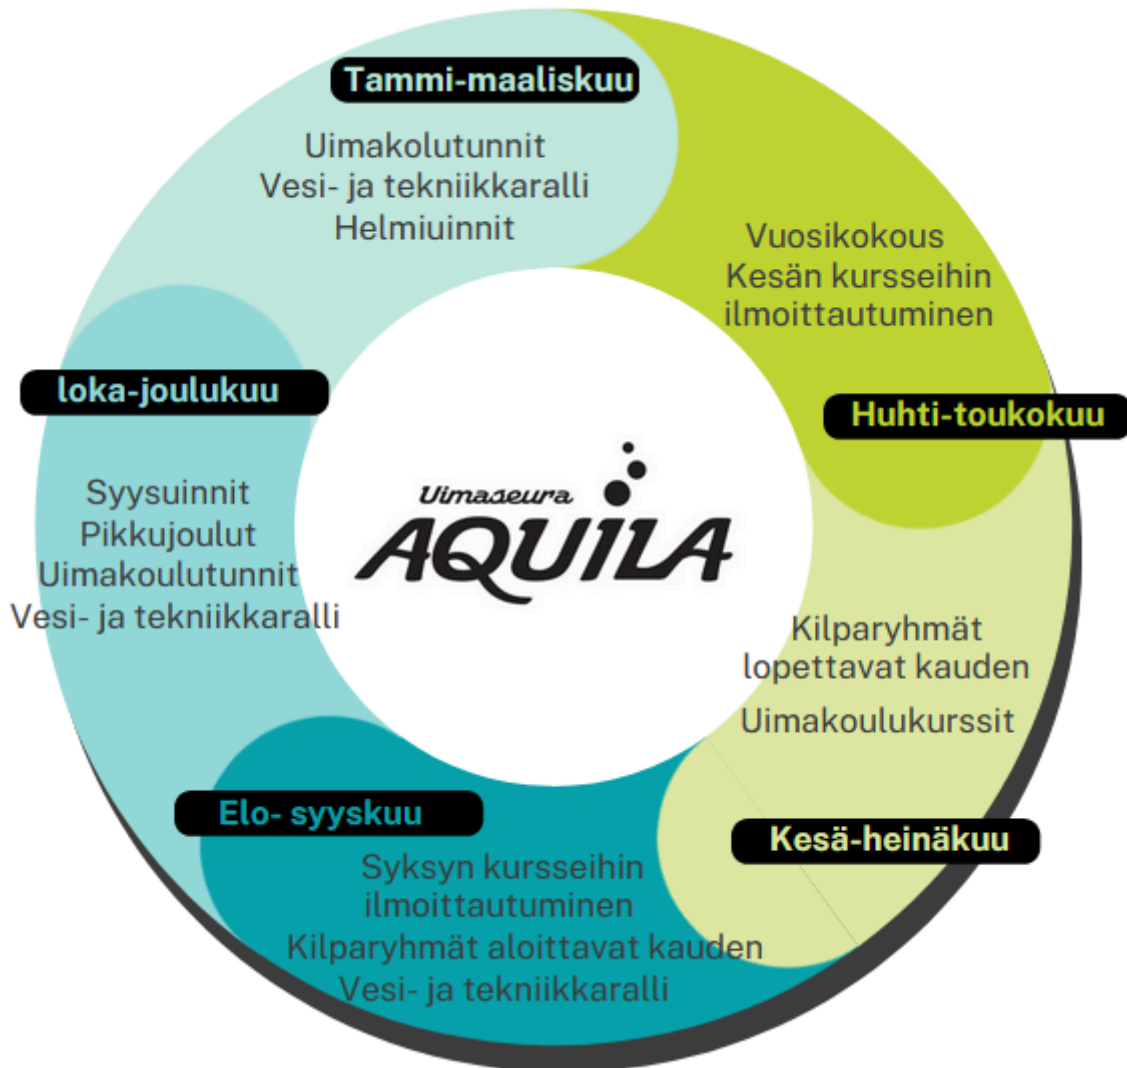 Tammi-maaliskuu
Uimakolutunnit
Vesi- ja tekniikkaralli
Helmiuinnit
Vuosikokous
Kesän kursseihin
ilmoittautuminen
Huhti-toukokuu
Kilparyhmät
lopettavat kauden
Uimakoulukurssit
Kesä-heinäkuu
Elo- syyskuu
Syksyn kursseihin
ilmoittautuminen
Kilparyhmät aloittavat kauden
Vesi- ja tekniikkaralli
loka-joulukuu
Syysuinnit
Pikkujoulut
Uimakoulutunnit
Vesi- ja tekniikkaralli
Uimaseura
AQUILA